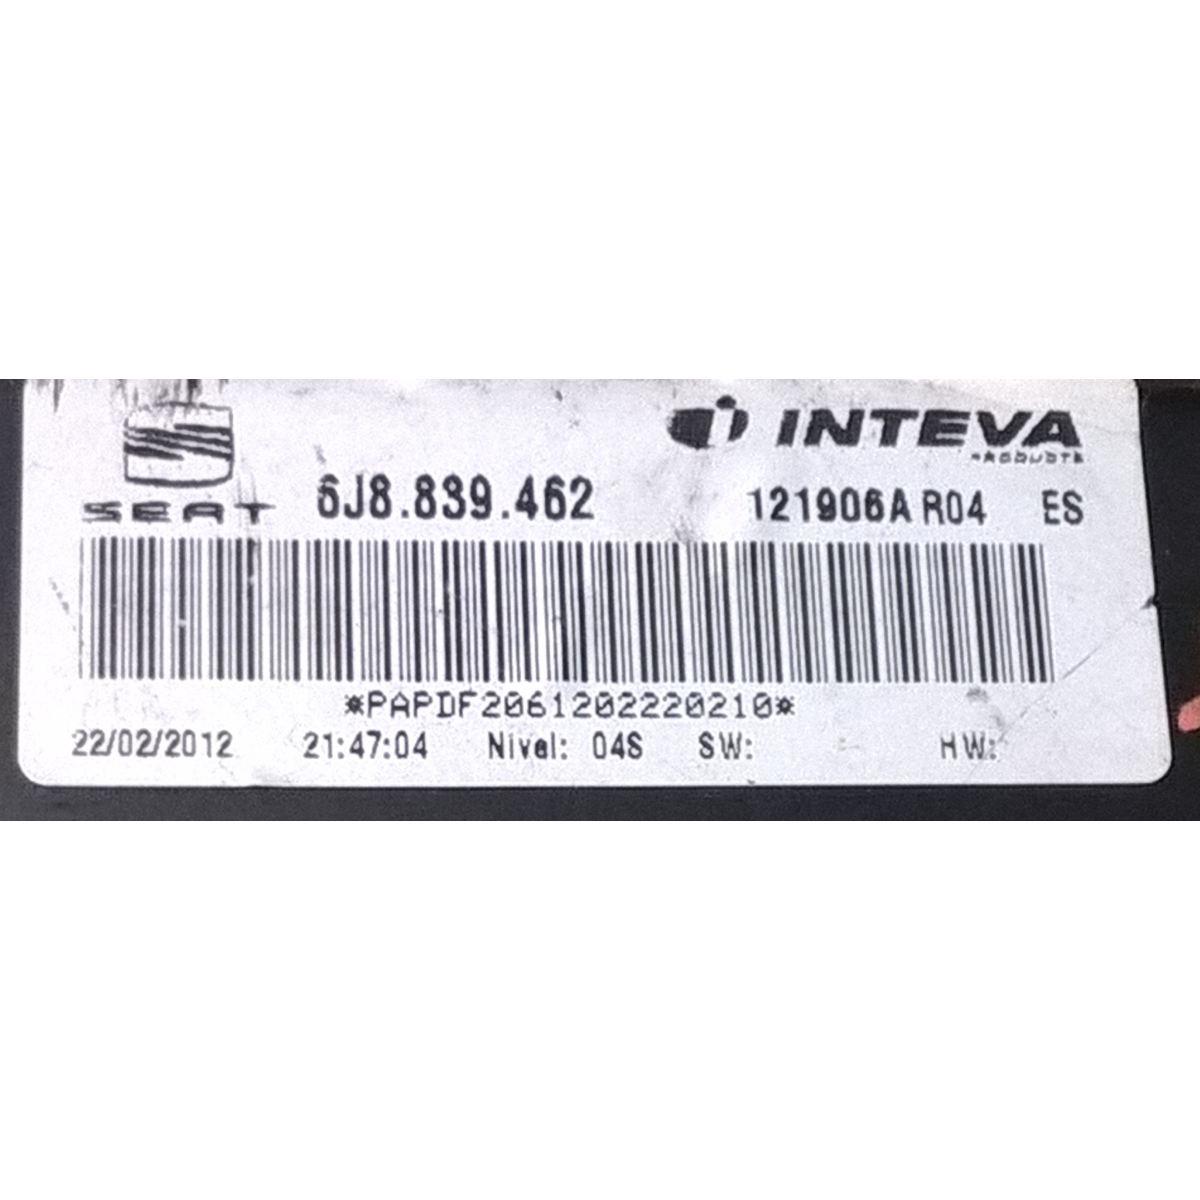 INTEVA
PRODUCTS
SEAT 6J8.839.462 121906A R04 ES
*PAPDF2061202220210*
22/02/2012 21:47:04 Nivel: 04S SW: HW: